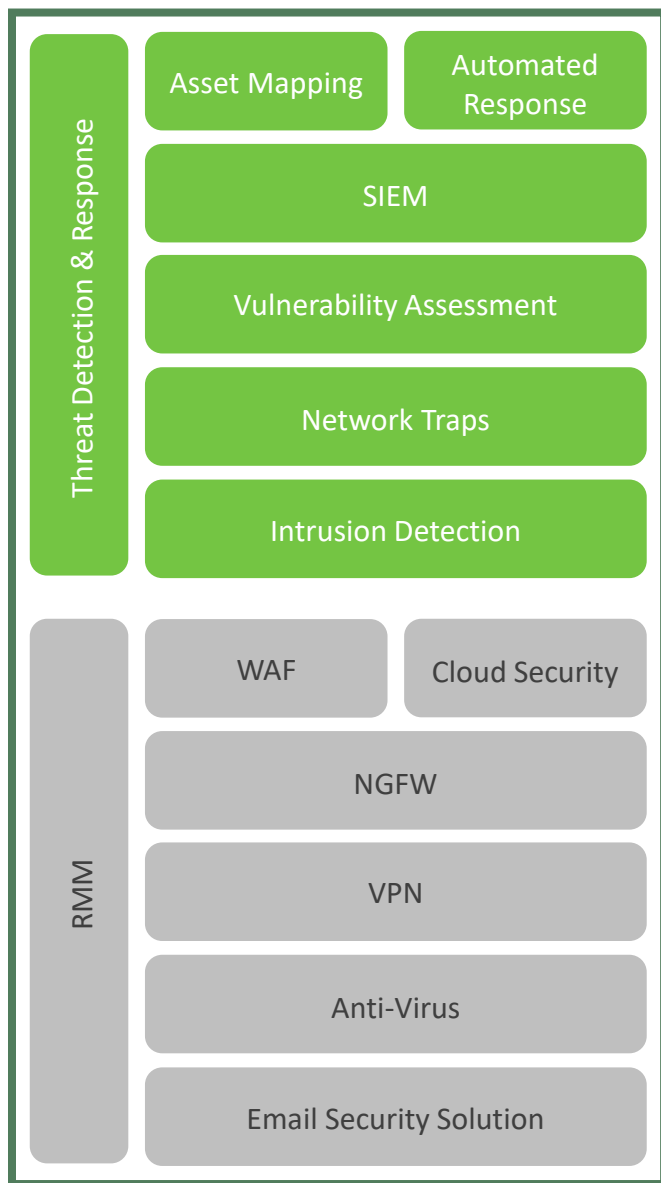 Threat Detection & Response
Asset Mapping
Automated
Response
SIEM
Vulnerability Assessment
Network Traps
Intrusion Detection
RMM
WAF
Cloud Security
NGFW
VPN
Anti-Virus
Email Security Solution